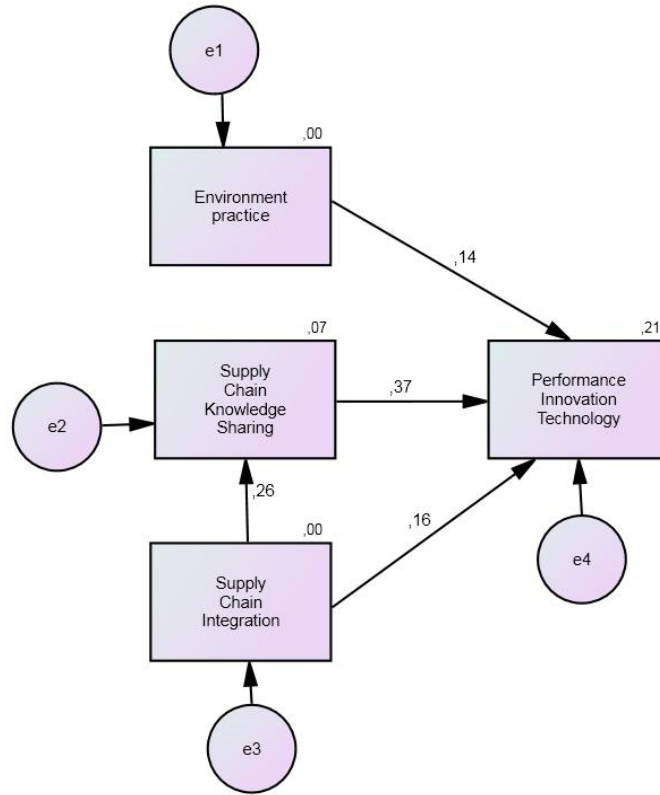 e1
,00
Environment
practice
,14
,07
,21
Supply
Chain
Knowledge
Sharing
,37
Performance
Innovation
Technology
e2
,26
,00
,16
Supply
Chain
Integration
e4
e3